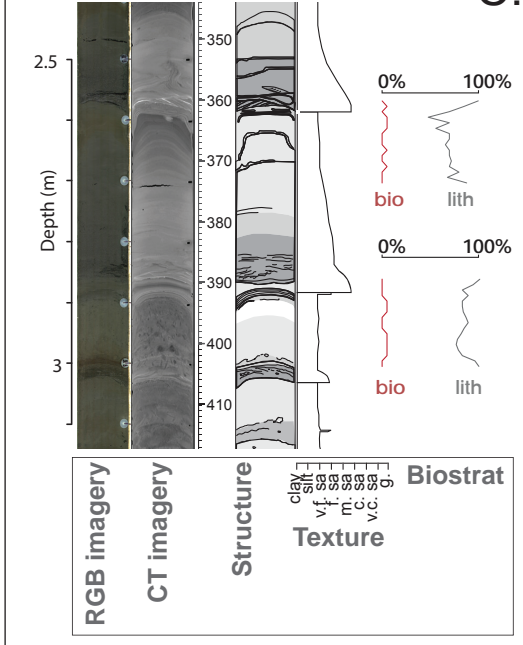 2.5
3
Depth (m)
350
360
370
380
390
400
410
0% 100%
bio lith
0% 100%
bio lith
RGB imagery
CT imagery
Structure
clay
silt
v.f. sa
f. sa
m. sa
c. sa
v.c. sa
g.
Texture
Biostrat